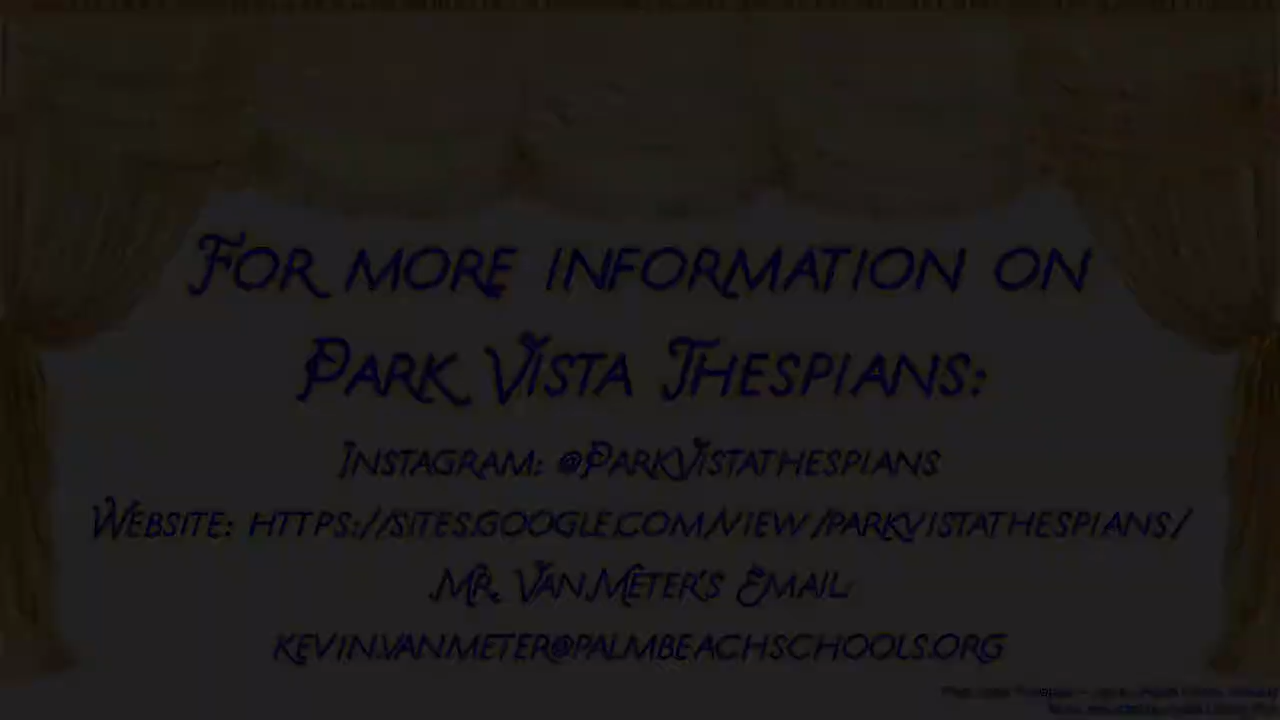 For more information on
Park Vista Thespians:
Instagram: @ParkVistathespians
Website: https://sites.google.com/view/parkvistathespians/
Mr. VanMeter's Email:
kevin.vanmeter@palmbeachschools.org